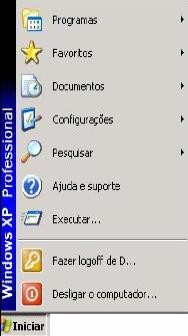 Programas
Favoritos
Documentos
Configurações
Pesquisar
Ajuda e suporte
Executar...
Fazer logoff de D...
Desligar o computador...
Windows XP Professional
Iniciar